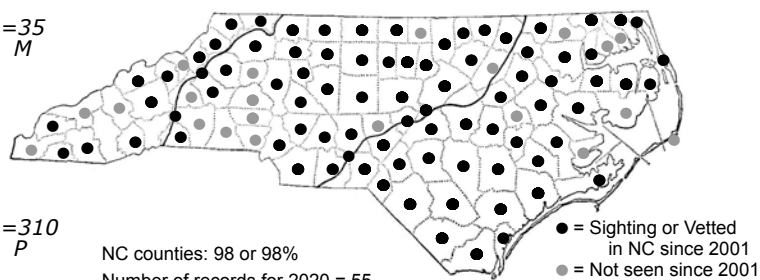 =35
M
=310
P
NC counties: 98 or 98%
Number of records for 2020 = 55
● = Sighting or Vetted
in NC since 2001
● = Not seen since 2001